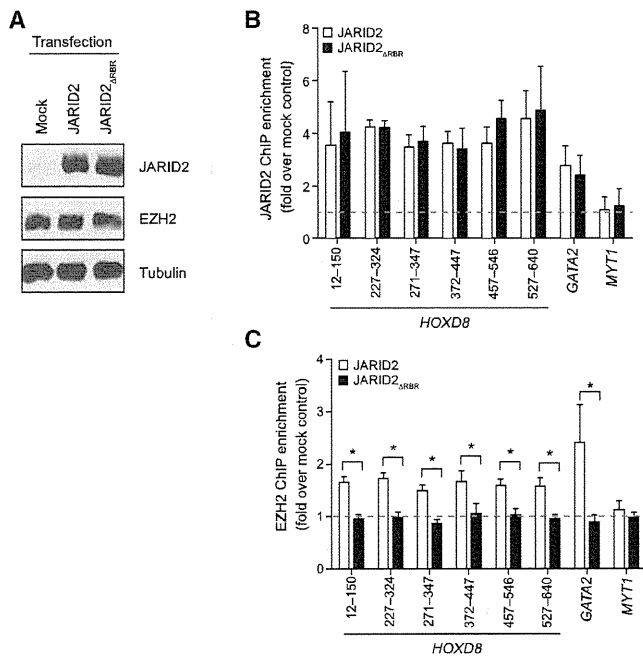 A
Transfection
Mock
JARID2
JARID2ΔRBR
JARID2
EZH2
Tubulin
B
JARID2
JARID2ΔRBR
JARID2 ChIP enrichment
(fold over mock control)
8
6
4
2
0
12–150
227–324
271–347
372–447
457–546
527–640
GATA2
MYT1
HOXD8
C
JARID2
JARID2ΔRBR
EZH2 ChIP enrichment
(fold over mock control)
4
3
2
1
0
* * * * * * *
12–150
227–324
271–347
372–447
457–546
527–640
GATA2
MYT1
HOXD8